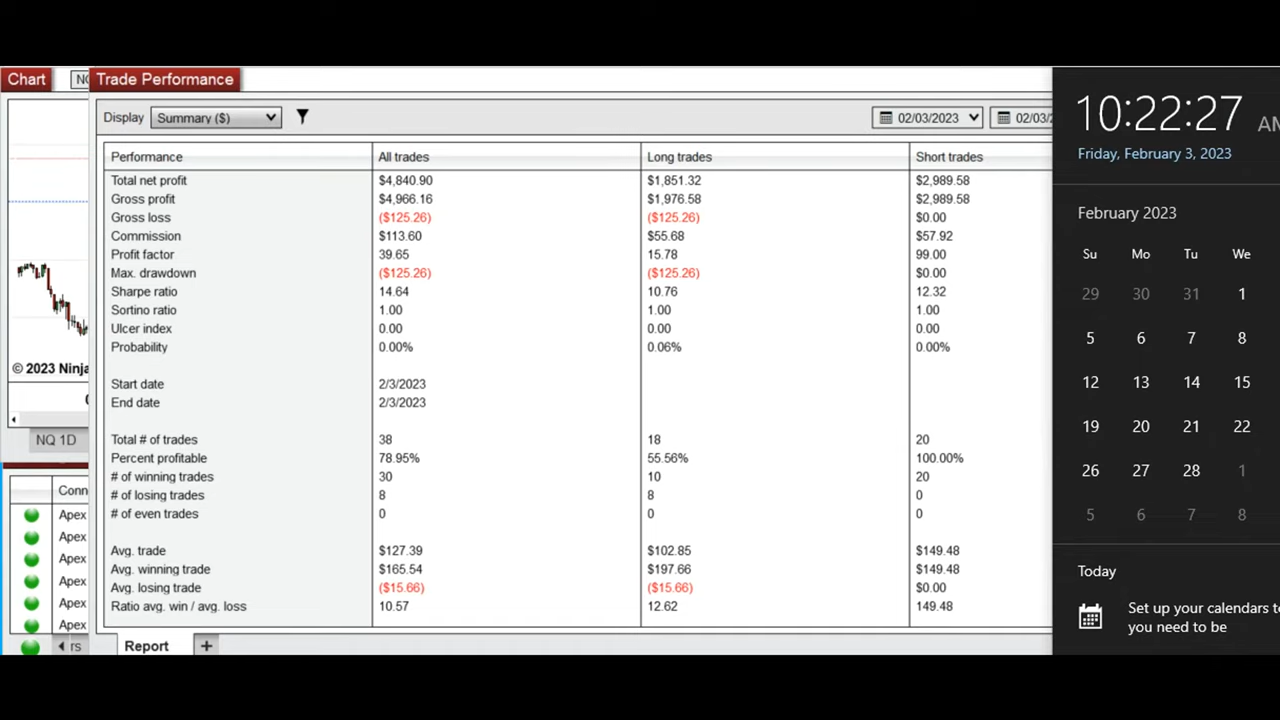 Chart
Trade Performance
Display Summary ($) 02/03/2023
Performance All trades Long trades Short trades
Total net profit $4,840.90 $1,851.32 $2,989.58
Gross profit $4,966.16 $1,976.58 $2,989.58
Gross loss ($125.26) ($125.26) $0.00
Commission $113.60 $55.68 $57.92
Profit factor 39.65 15.78 99.00
Max. drawdown ($125.26) ($125.26) $0.00
Sharpe ratio 14.64 10.76 12.32
Sortino ratio 1.00 1.00 1.00
Ulcer index 0.00 0.00 0.00
Probability 0.00% 0.06% 0.00%
Start date 2/3/2023
End date 2/3/2023
Total # of trades 38 18 20
Percent profitable 78.95% 55.56% 100.00%
# of winning trades 30 10 20
# of losing trades 8 8 0
# of even trades 0 0 0
Avg. trade $127.39 $102.85 $149.48
Avg. winning trade $165.54 $197.66 $149.48
Avg. losing trade ($15.66) ($15.66) $0.00
Ratio avg. win / avg. loss 10.57 12.62 149.48
Report +
© 2023 Ninja
NQ 1D
Conn
Apex
Apex
Apex
Apex
Apex
Apex
rs
10:22:27 AM
Friday, February 3, 2023
February 2023
Su Mo Tu We
29 30 31 1
5 6 7 8
12 13 14 15
19 20 21 22
26 27 28 1
5 6 7 8
Today
Set up your calendars to
you need to be